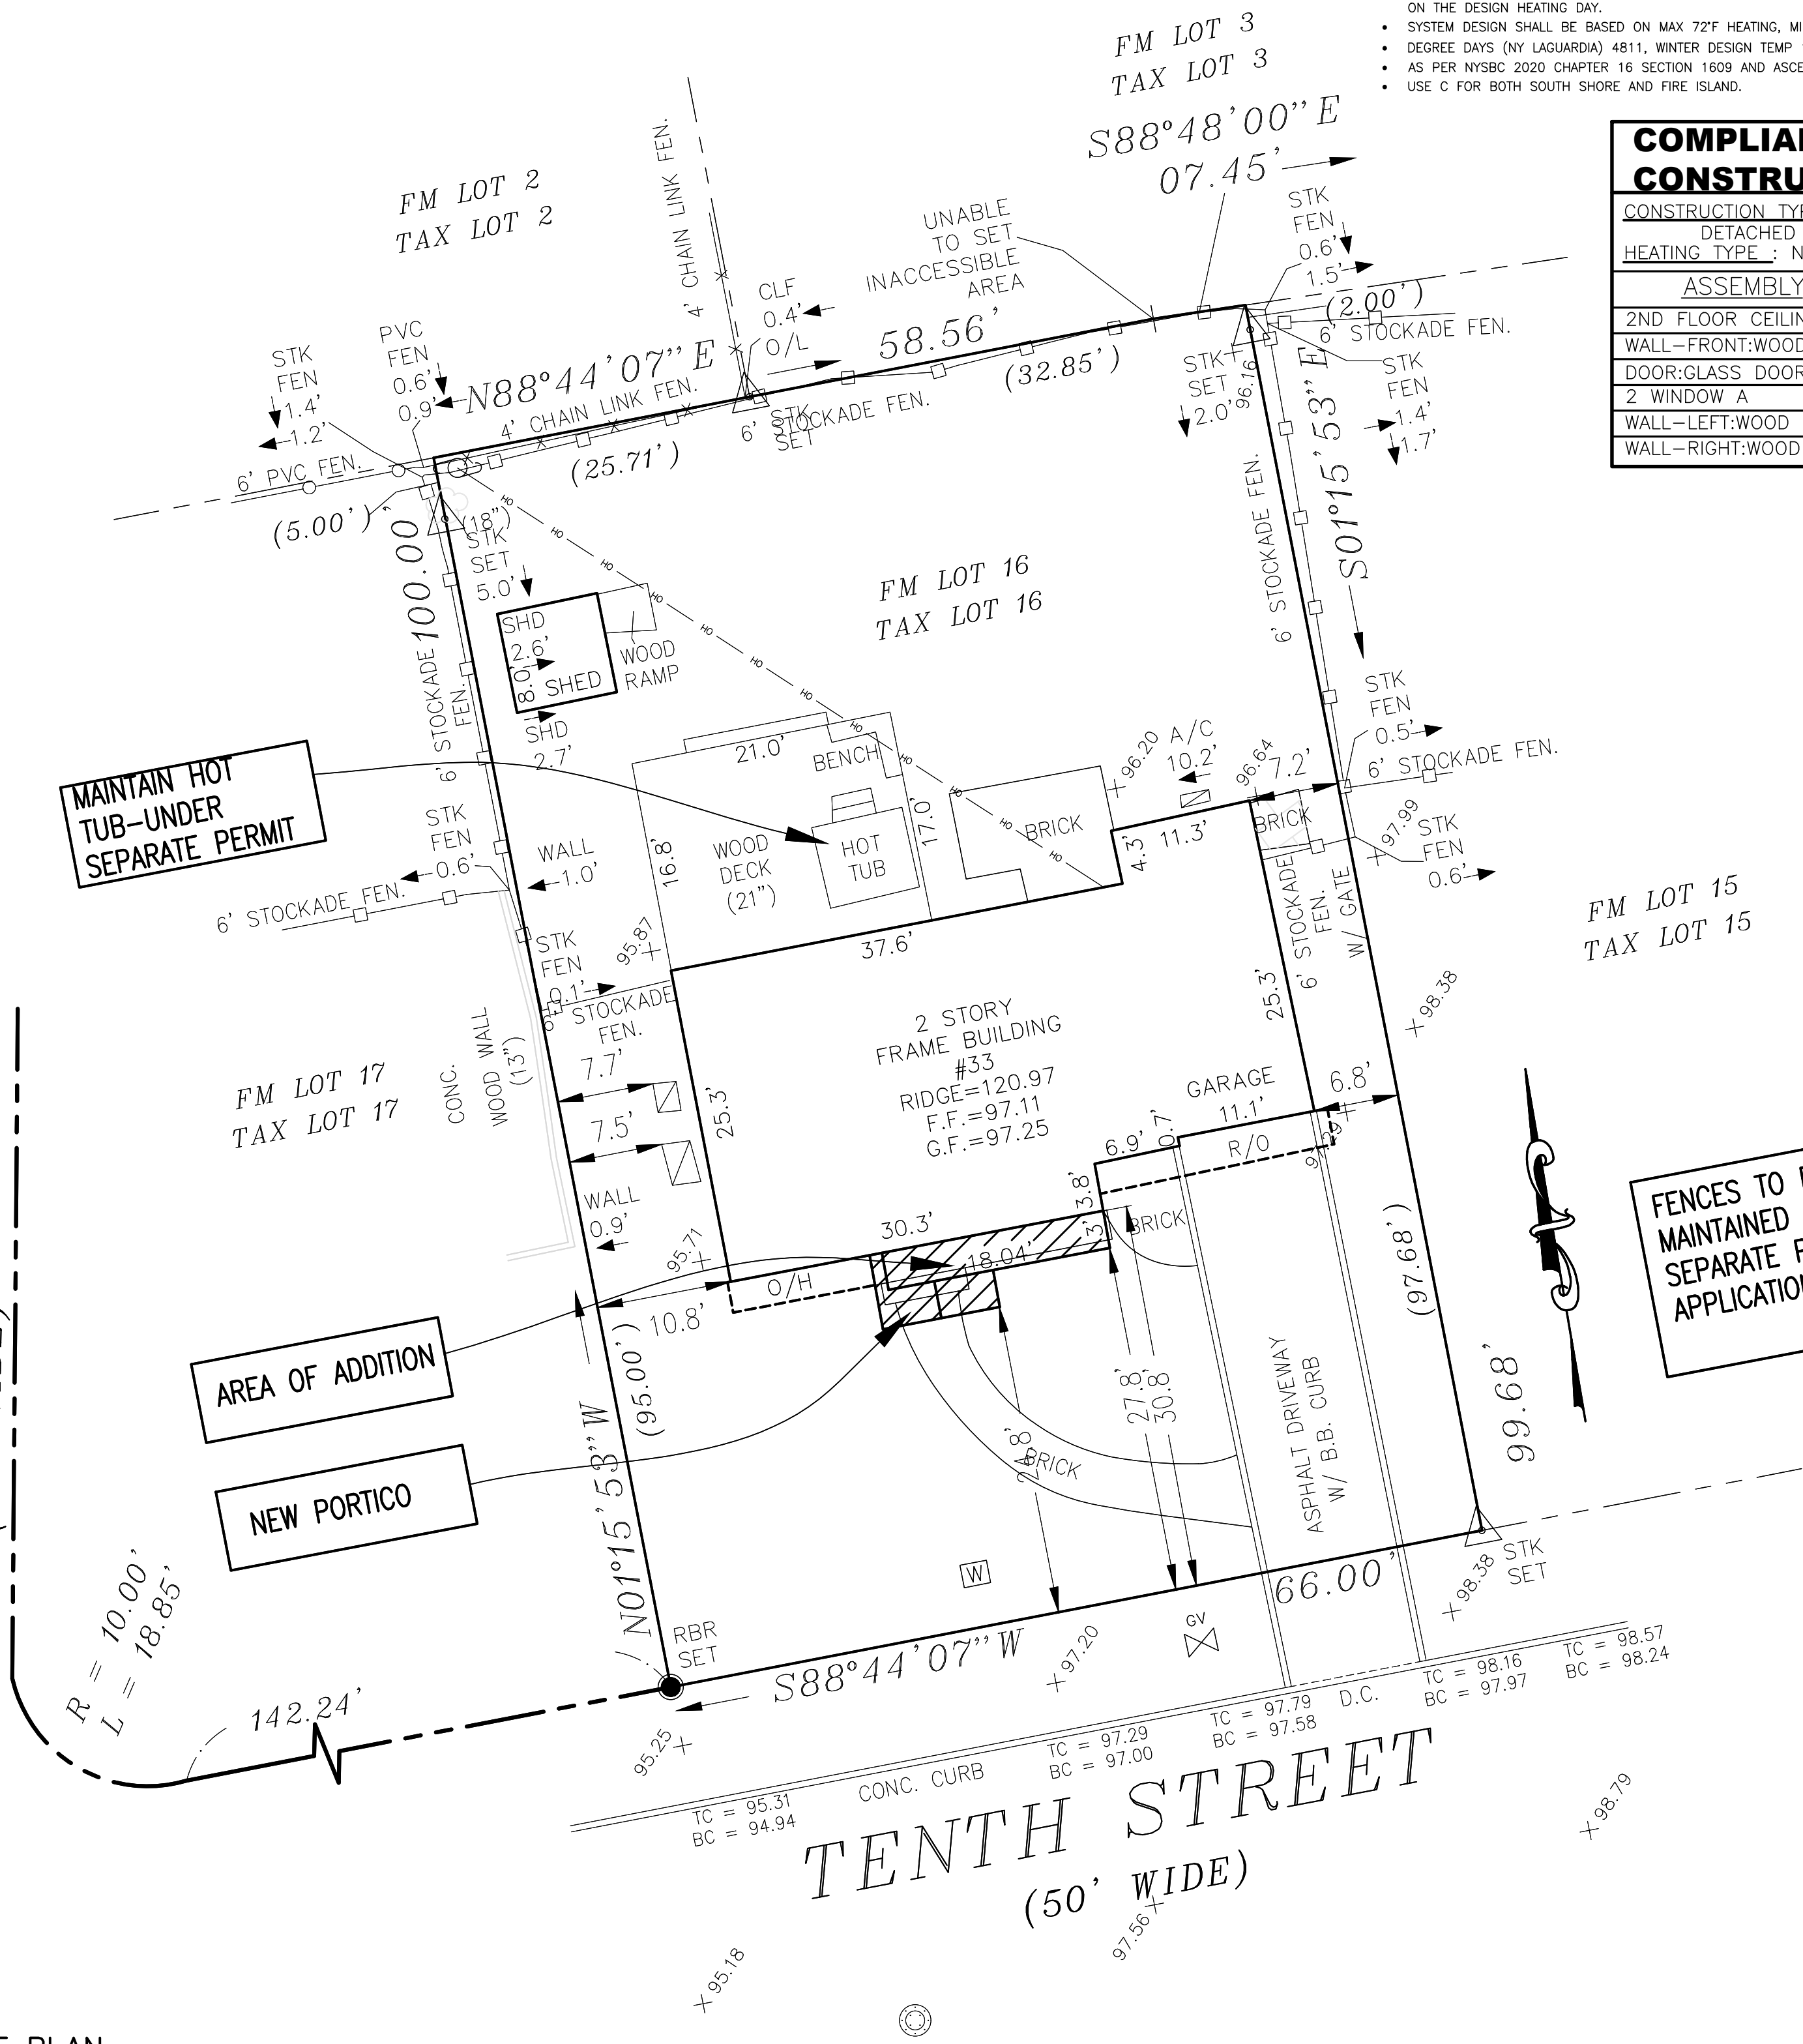 ON THE DESIGN HEATING DAY.
• SYSTEM DESIGN SHALL BE BASED ON MAX 72°F HEATING,
• DEGREE DAYS (NY LAGUARDIA) 4811, WINTER DESIGN TEMP
• AS PER NYSBC 2020 CHAPTER 16 SECTION 1609 AND
• USE C FOR BOTH SOUTH SHORE AND FIRE ISLAND.
FM LOT 3
TAX LOT 3
S88°48'00"E
07.45'
CONSTRUCTION
DETACHED
HEATING TYPE :
ASSEMBLY
2ND FLOOR
WALL-FRONT:WOOD
DOOR:GLASS DOOR
2 WINDOW A
WALL-LEFT:WOOD
WALL-RIGHT:WOOD
FM LOT 2
TAX LOT 2
4' CHAIN LINK FEN.
UNABLE
TO SET
INACCESSIBLE
AREA
STK
FEN
0.6'
1.5'
(2.00')
6' STOCKADE FEN.
CLF
0.4'
O/L
58.56'
(32.85')
N88°44'07"E
4' CHAIN LINK FEN.
(25.71')
6' STOCKADE FEN.
STK
SET
PVC
FEN
0.6'
0.9'
STK
FEN
1.4'
1.2'
6' PVC FEN.
(5.00')
STK
SET
2.0'
96.16
STK
FEN
1.4'
1.7'
S01°15'53"E
6' STOCKADE FEN.
(18")
STK
SET
5.0'
100.00'
6' STOCKADE
FEN.
SHD
2.6'
8.0'
SHED
WOOD
RAMP
SHD
2.7'
HO
HO
HO
HO
HO
HO
HO
HO
HO
FM LOT 16
TAX LOT 16
STK
FEN
0.5'
6' STOCKADE FEN.
MAINTAIN HOT
TUB-UNDER
SEPARATE PERMIT
21.0'
BENCH
96.20
A/C
10.2'
96.64
7.2'
BRICK
97.99
STK
FEN
0.6'
BRICK
11.3'
4.3'
17.0'
HOT
TUB
WOOD
DECK
(21")
16.8'
WALL
1.0'
STK
FEN
0.6'
6' STOCKADE FEN.
37.6'
95.87
STK
FEN
0.1'
6' STOCKADE
FEN.
6' STOCKADE
FEN.
W/ GATE
FM LOT 15
TAX LOT 15
98.38
25.3'
2 STORY
FRAME BUILDING
#33
RIDGE=120.97
F.F.=97.11
G.F.=97.25
GARAGE
11.1'
6.8'
R/O
97.29
6.9'
0.7'
3.8'
3'
BRICK
7.7'
7.5'
25.3'
CONC.
WOOD WALL
(13")
FM LOT 17
TAX LOT 17
WALL
0.9'
95.71
30.3'
18.04'
O/H
10.8'
(95.00')
N01°15'53"W
AREA OF ADDITION
NEW PORTICO
27.8'
30.8'
24.8'
BRICK
ASPHALT DRIVEWAY
W/ B.B. CURB
(97.68')
99.68'
FENCES TO
MAINTAINED
SEPARATE
STK
SET
98.38
W
66.00'
GV
97.20
S88°44'07"W
RBR
SET
R = 10.00'
L = 18.85'
142.24'
95.25
TC = 95.31
BC = 94.94
CONC. CURB
TC = 97.29
BC = 97.00
TC = 97.79
BC = 97.58
D.C.
TC = 98.16
BC = 97.97
TC = 98.57
BC = 98.24
TENTH STREET
(50' WIDE)
98.79
97.56
95.18
PLAN